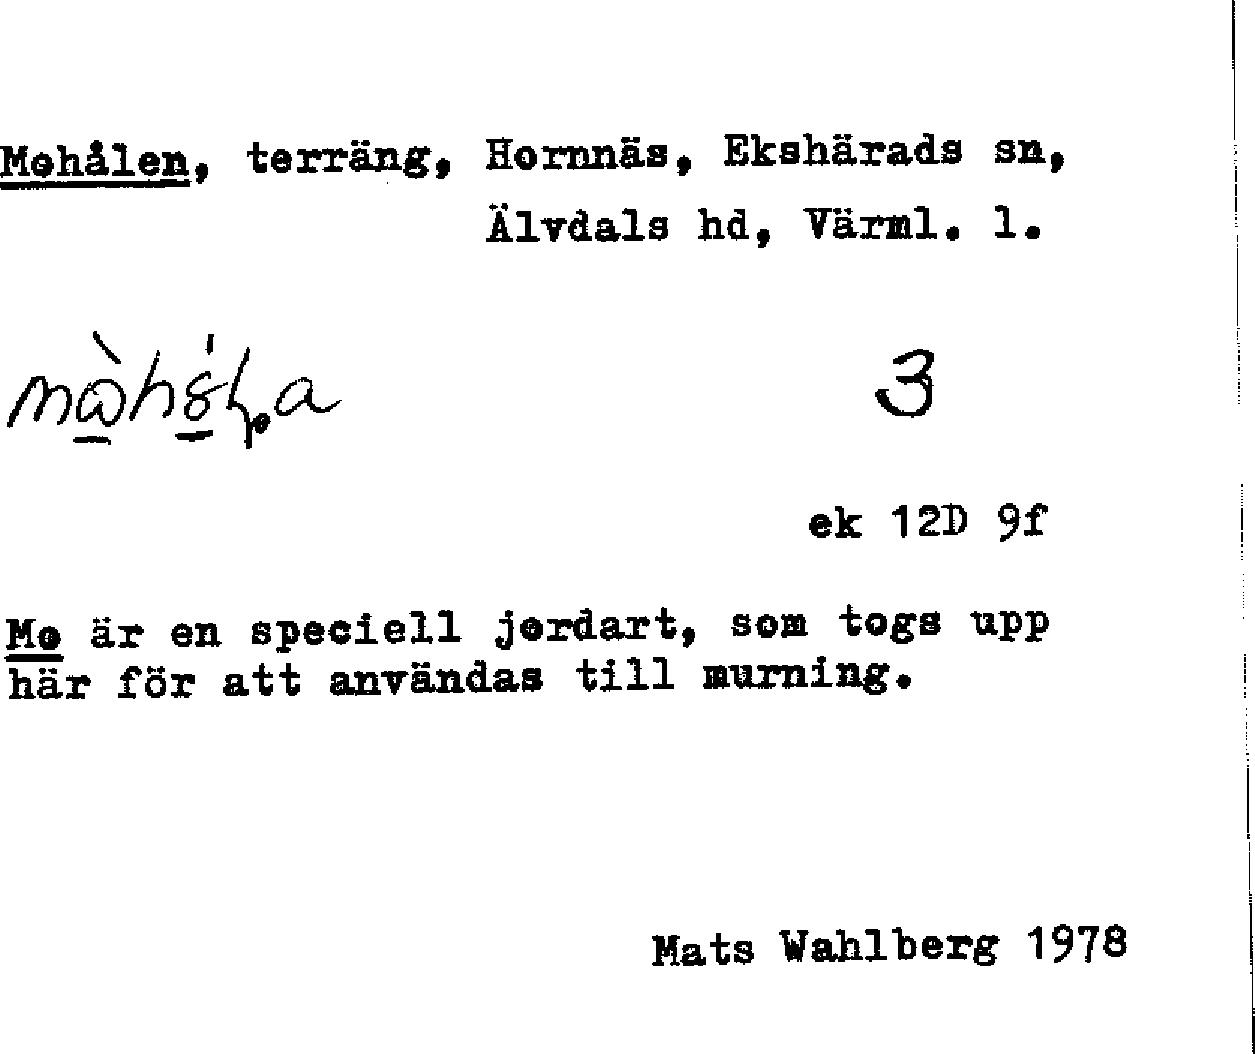 Mohålen, terräng, Hornnäs, Ekshärads sn,
Älvdals hd, Värml. l.
3
ek 12D 9f
Mo är en speciell jordart, som togs upp
här för att användas till murning.
Mats Wahlberg 1978